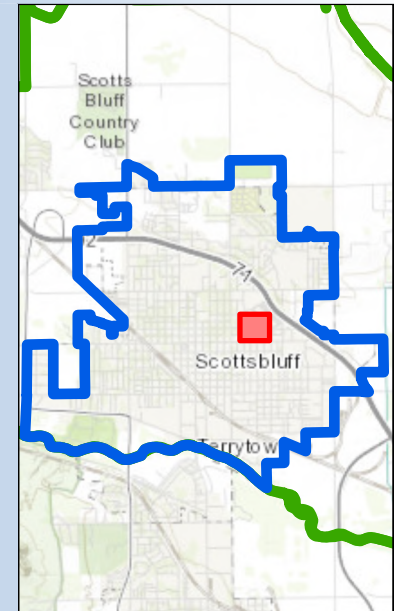 Scotts
Bluff
Country
Club
2
71
Scottsbluff
Terrytow